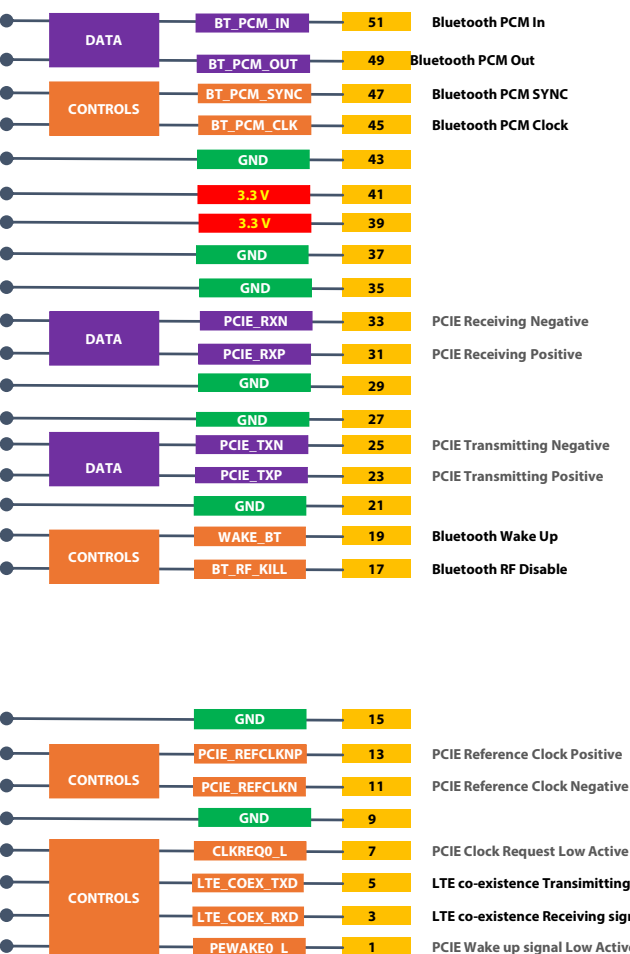 BT_PCM_IN 51 Bluetooth PCM In
DATA
BT_PCM_OUT 49 Bluetooth PCM Out
BT_PCM_SYNC 47 Bluetooth PCM SYNC
CONTROLS
BT_PCM_CLK 45 Bluetooth PCM Clock
GND 43
3.3 V 41
3.3 V 39
GND 37
GND 35
PCIE_RXN 33 PCIE Receiving Negative
DATA
PCIE_RXP 31 PCIE Receiving Positive
GND 29
GND 27
PCIE_TXN 25 PCIE Transmitting Negative
DATA
PCIE_TXP 23 PCIE Transmitting Positive
GND 21
WAKE_BT 19 Bluetooth Wake Up
CONTROLS
BT_RF_KILL 17 Bluetooth RF Disable
GND 15
PCIE_REFCLKNP 13 PCIE Reference Clock Positive
CONTROLS
PCIE_REFCLKN 11 PCIE Reference Clock Negative
GND 9
CLKREQ0_L 7 PCIE Clock Request Low Active
LTE_COEX_TXD 5 LTE co-existence Transimitting
CONTROLS
LTE_COEX_RXD 3 LTE co-existence Receiving sign
PEWAKE0_L 1 PCIE Wake up signal Low Active